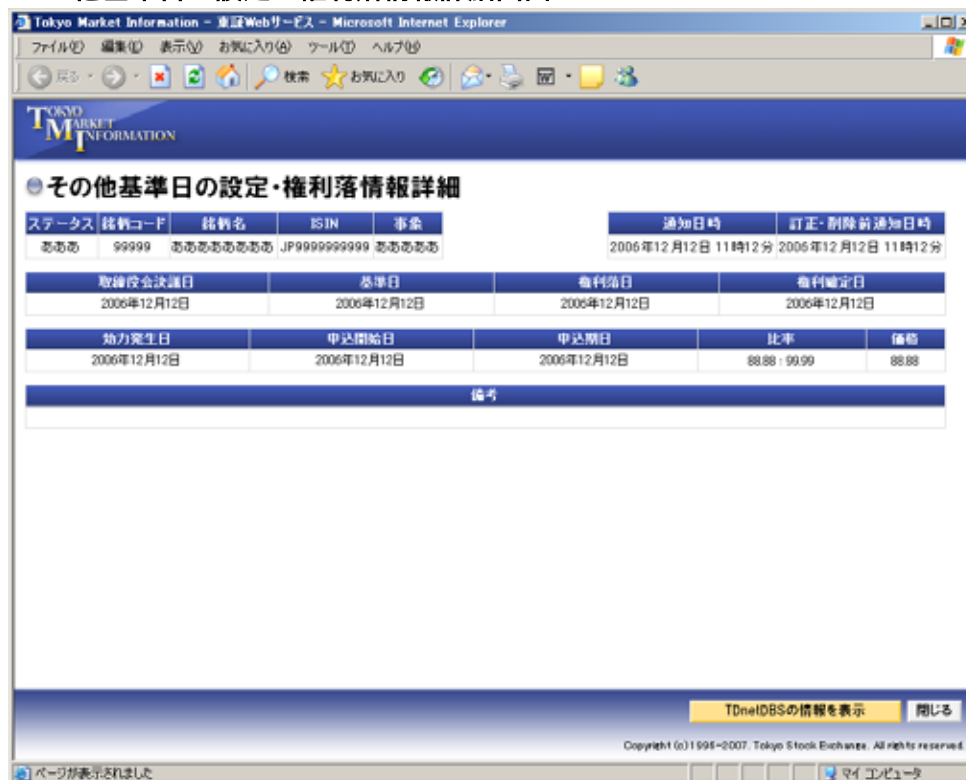 Tokyo Market Information - 東証Webサービス - Microsoft Internet Explorer
ファイル(F) 編集(E) 表示(V) お気に入り(A) ツール(T) ヘルプ(H)
戻る 検索 お気に入り
TOKYO
MARKET
INFORMATION
その他基準日の設定・権利落情報詳細
ステータス 銘柄コード 銘柄名 ISIN 事象 通知日時 訂正・削除前通知日時
あああ 99999 あああああああ JP9999999999 あああああ 2006年12月12日 11時12分 2006年12月12日 11時12分
取締役会決議日 基準日 権利落日 権利確定日
2006年12月12日 2006年12月12日 2006年12月12日 2006年12月12日
効力発生日 申込開始日 申込期日 比率 価格
2006年12月12日 2006年12月12日 2006年12月12日 88.88 : 99.99 88.88
備考
TDnetDBSの情報を表示 閉じる
Copyright (c)1998-2007. Tokyo Stock Exchange. All rights reserved.
ページが表示されました マイ コンピュータ